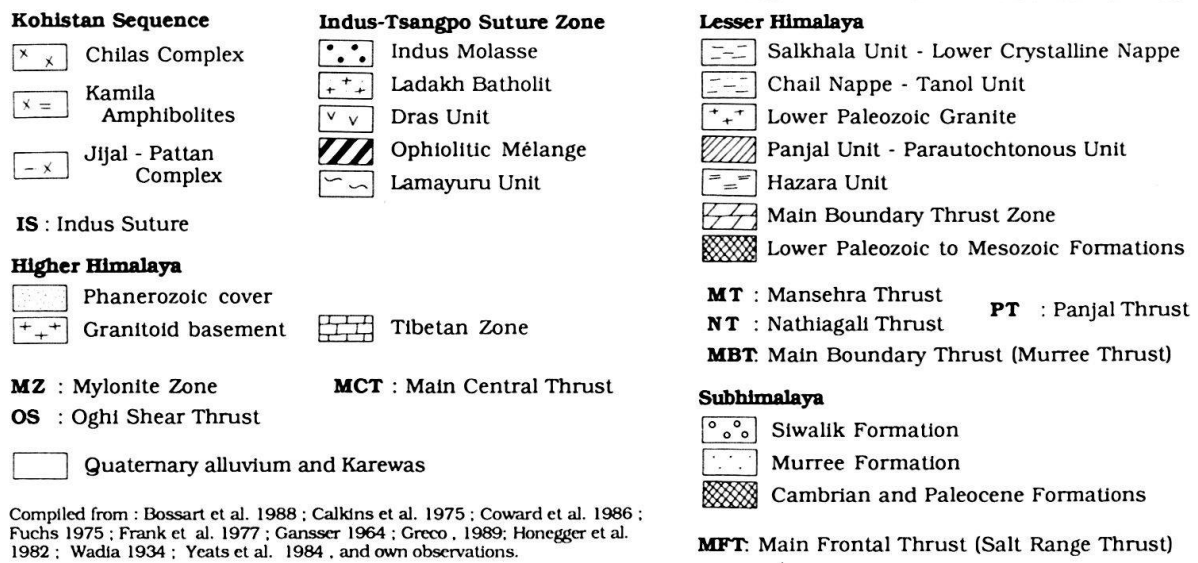 Kohistan Sequence
Chilas Complex
Kamila
Amphibolites
Jijal - Pattan
Complex
IS : Indus Suture
Indus-Tsangpo Suture Zone
Indus Molasse
Ladakh Batholit
Dras Unit
Ophiolitic Mélange
Lamayuru Unit
Higher Himalaya
Phanerozoic cover
Granitoid basement
Tibetan Zone
MZ : Mylonite Zone
MCT : Main Central Thrust
OS : Oghi Shear Thrust
Quaternary alluvium and Karewas
Compiled from : Bossart et al. 1988 ; Calkins et al. 1975 ; Coward et al. 1986 ;
Fuchs 1975 ; Frank et al. 1977 ; Gansser 1964 ; Greco , 1989; Honegger et al.
1982 ; Wadia 1934 ; Yeats et al. 1984 , and own observations.
Lesser Himalaya
Salkhala Unit - Lower Crystalline Nappe
Chail Nappe - Tanol Unit
Lower Paleozoic Granite
Panjal Unit - Parautochtonous Unit
Hazara Unit
Main Boundary Thrust Zone
Lower Paleozoic to Mesozoic Formations
MT : Mansehra Thrust
PT : Panjal Thrust
NT : Nathiagali Thrust
MBT: Main Boundary Thrust (Murree Thrust)
Subhimalaya
Siwalik Formation
Murree Formation
Cambrian and Paleocene Formations
MFT: Main Frontal Thrust (Salt Range Thrust)